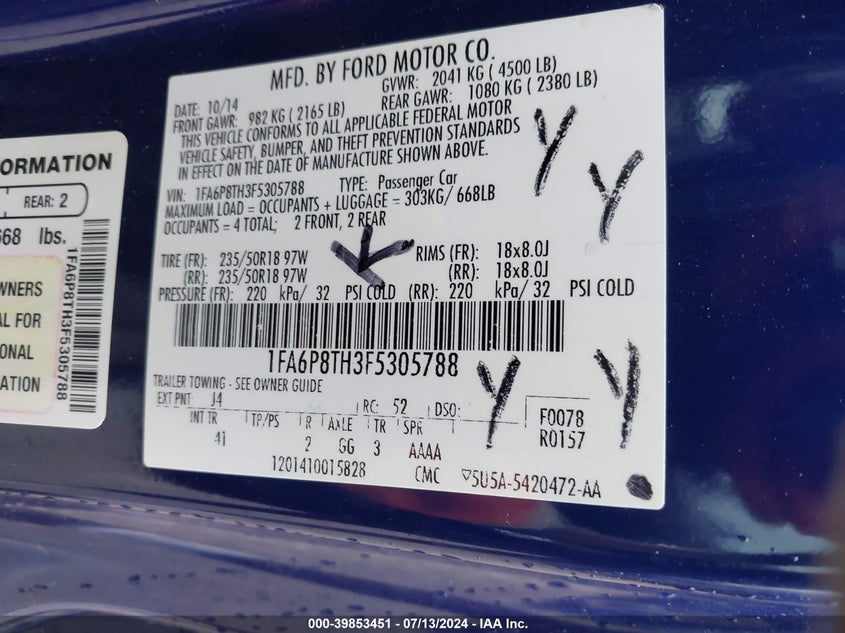 MFD. BY FORD MOTOR CO.
DATE: 10/14 GVWR: 2041 KG ( 4500 LB)
FRONT GAWR: 982 KG ( 2165 LB) REAR GAWR: 1080 KG ( 2380 LB)
THIS VEHICLE CONFORMS TO ALL APPLICABLE FEDERAL MOTOR
VEHICLE SAFETY, BUMPER, AND THEFT PREVENTION STANDARDS
IN EFFECT ON THE DATE OF MANUFACTURE SHOWN ABOVE.
VIN: 1FA6P8TH3F5305788 TYPE: Passenger Car
MAXIMUM LOAD = OCCUPANTS + LUGGAGE = 303KG/ 668LB
OCCUPANTS = 4 TOTAL; 2 FRONT, 2 REAR
TIRE (FR): 235/50R18 97W RIMS (FR): 18x8.0J
(RR): 235/50R18 97W (RR): 18x8.0J
PRESSURE (FR): 220 kPa/ 32 PSI COLD (RR): 220 kPa/ 32 PSI COLD
1FA6P8TH3F5305788
TRAILER TOWING - SEE OWNER GUIDE
EXT PNT: J4 RC: 52 DSO: F0078
INT TR TP/PS R AXLE TR SPR R0157
41 2 GG 3 AAAA
1201410015828 CMC ▽5U5A-5420472-AA
Y
Y
Y
Y
ORMATION
REAR: 2
668 lbs.
WNERS
AL FOR
ONAL
1FA6P8TH3F5305788
000-39853451 / 07/13/2024 - IAA Inc.